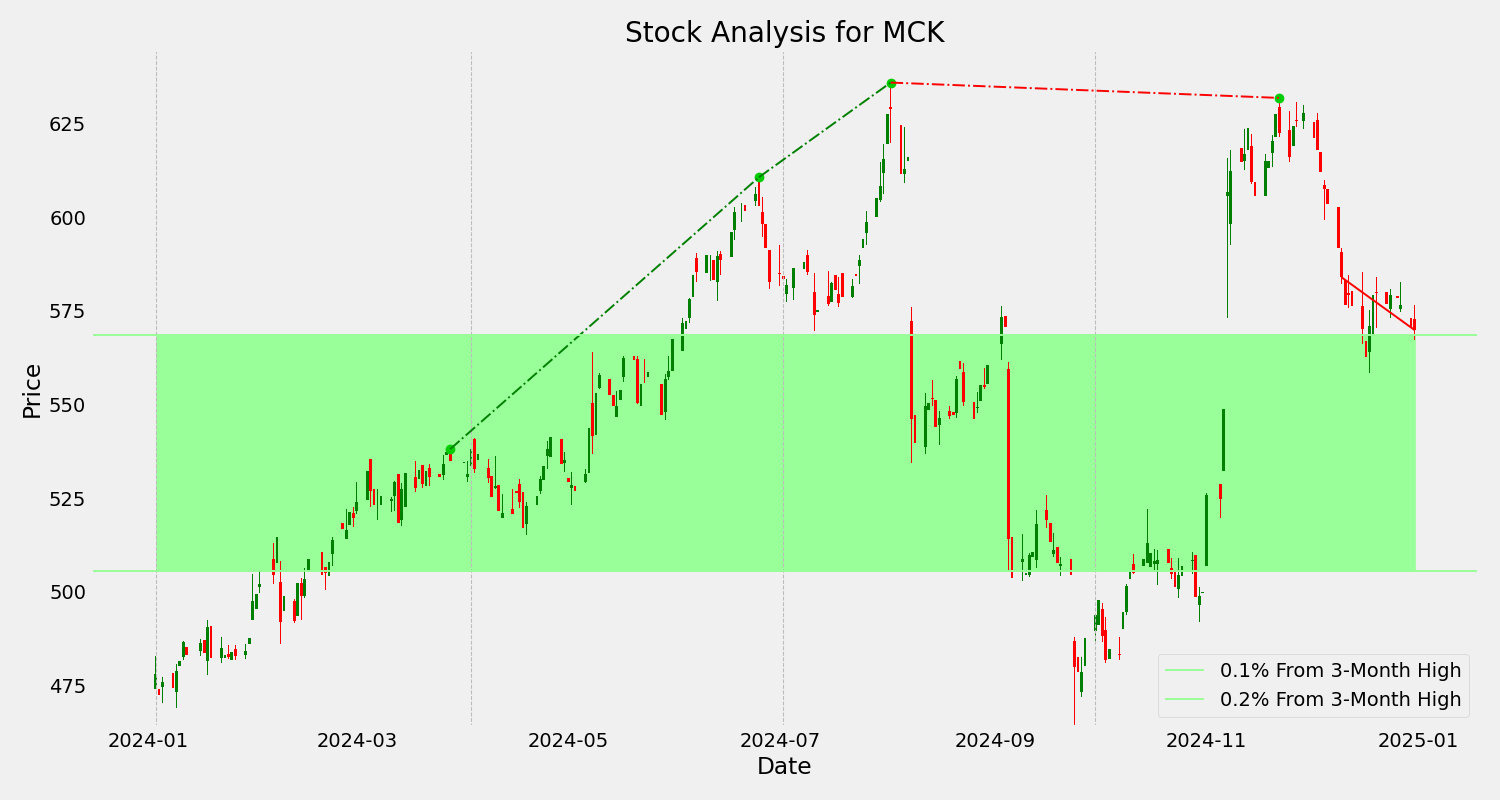 Stock Analysis for MCK
Price
625
600
575
550
525
500
475
0.1% From 3-Month High
0.2% From 3-Month High
2024-01
2024-03
2024-05
2024-07
2024-09
2024-11
2025-01
Date